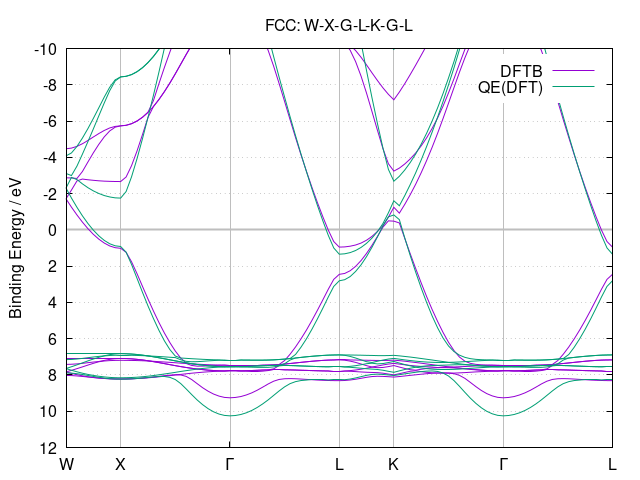 FCC: W-X-G-L-K-G-L
DFTB
QE(DFT)
Binding Energy / eV
-10
-8
-6
-4
-2
0
2
4
6
8
10
12
W X Γ L K Γ L